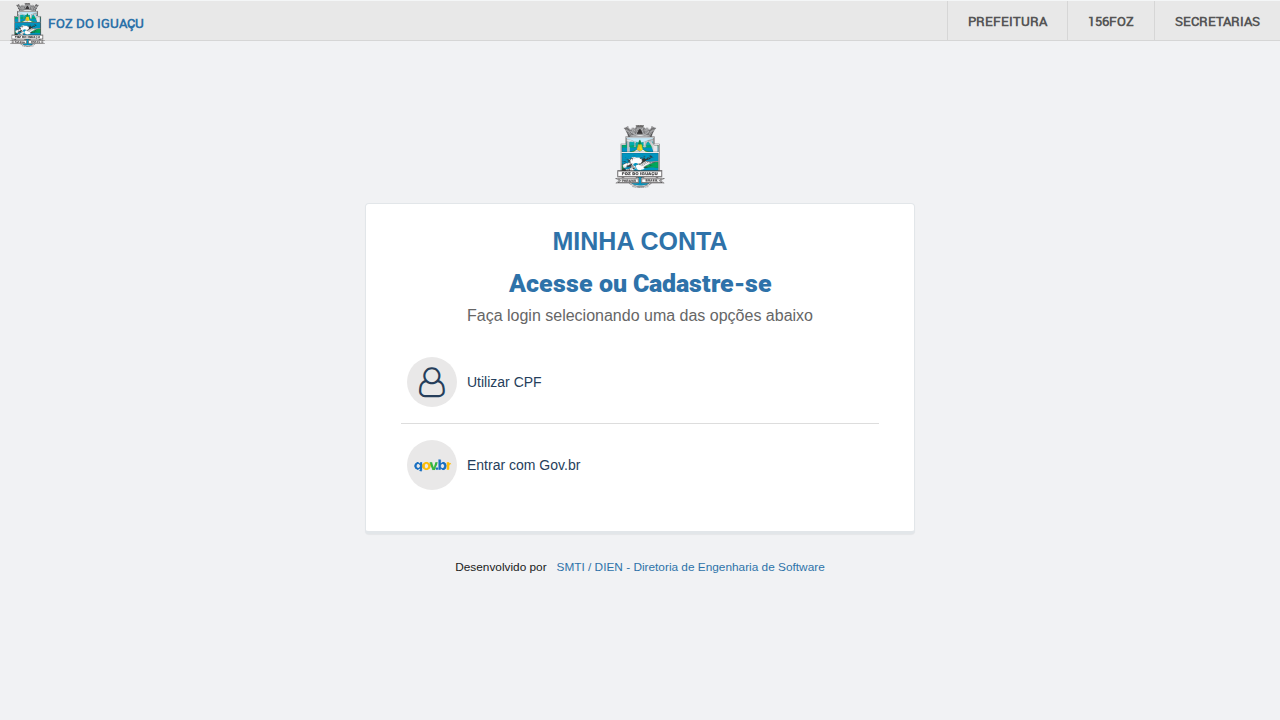 FOZ DO IGUAÇU
PREFEITURA
156FOZ
SECRETARIAS
FOZ DO IGUAÇU
MINHA CONTA
Acesse ou Cadastre-se
Faça login selecionando uma das opções abaixo
Utilizar CPF
gov.br
Entrar com Gov.br
Desenvolvido por SMTI / DIEN - Diretoria de Engenharia de Software